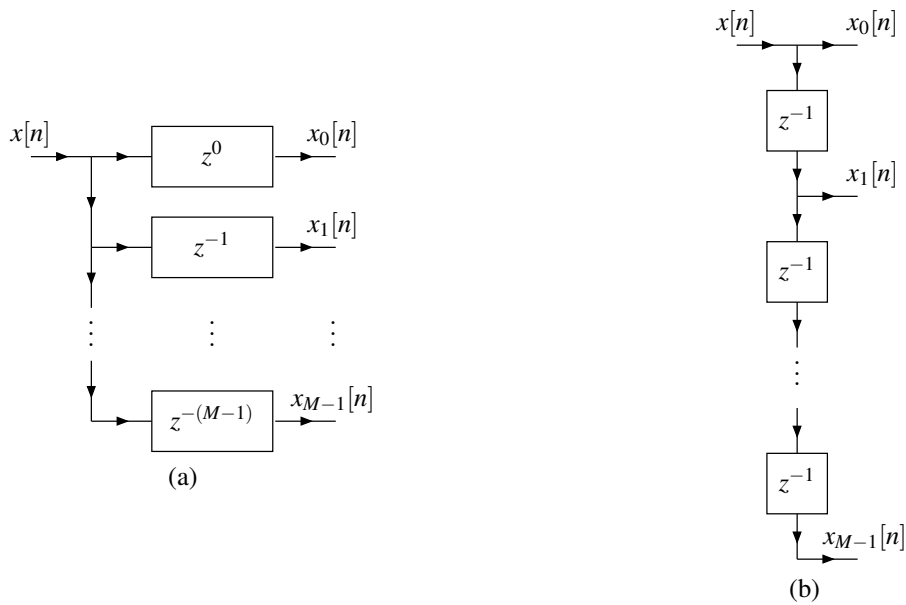 x[n]
z^0
x_0[n]
z^{-1}
x_1[n]
⋮ ⋮ ⋮
z^{-(M-1)}
x_{M-1}[n]
(a)
x[n]
x_0[n]
z^{-1}
x_1[n]
z^{-1}
⋮
z^{-1}
x_{M-1}[n]
(b)